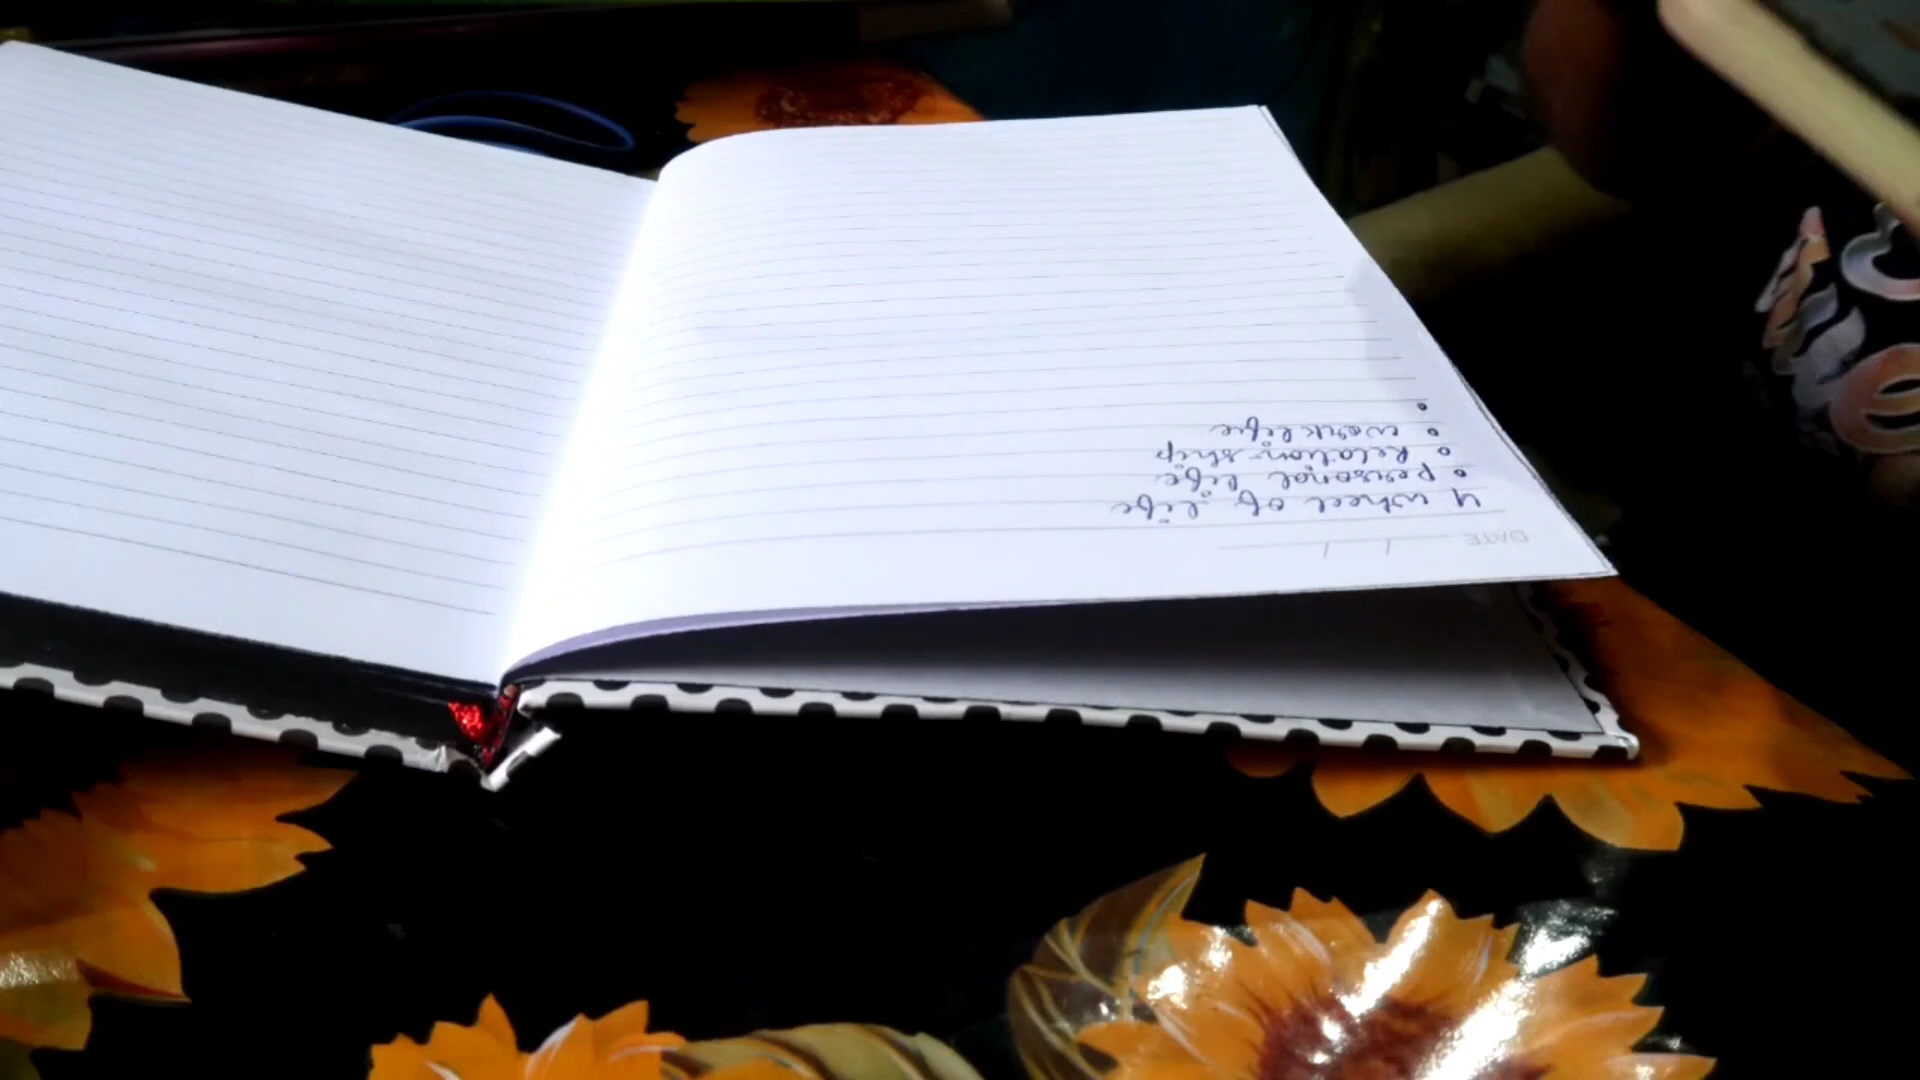 DATE / /
4 wheel of life
• personal life
• Relation-ship
• work life
•
e